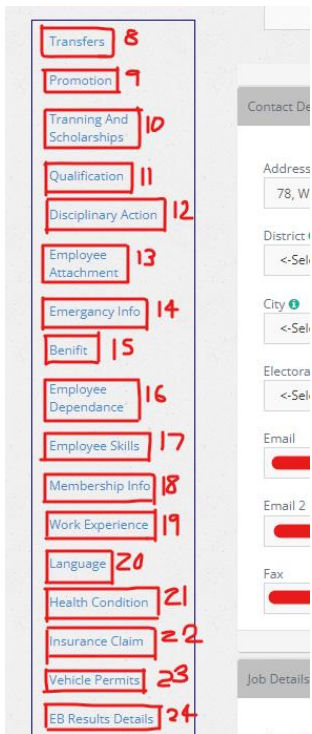 Transfers 8
Promotion 9
Tranning And
Scholarships 10
Qualification 11
Disciplinary Action 12
Employee
Attachment 13
Emergancy Info 14
Benifit 15
Employee
Dependance 16
Employee Skills 17
Membership Info 18
Work Experience 19
Language 20
Health Condition 21
Insurance Claim 22
Vehicle Permits 23
EB Results Details 24
Contact De
Address
78, W
District
<-Sele
City
<-Sele
Electora
<-Sele
Email
Email 2
Fax
Job Details